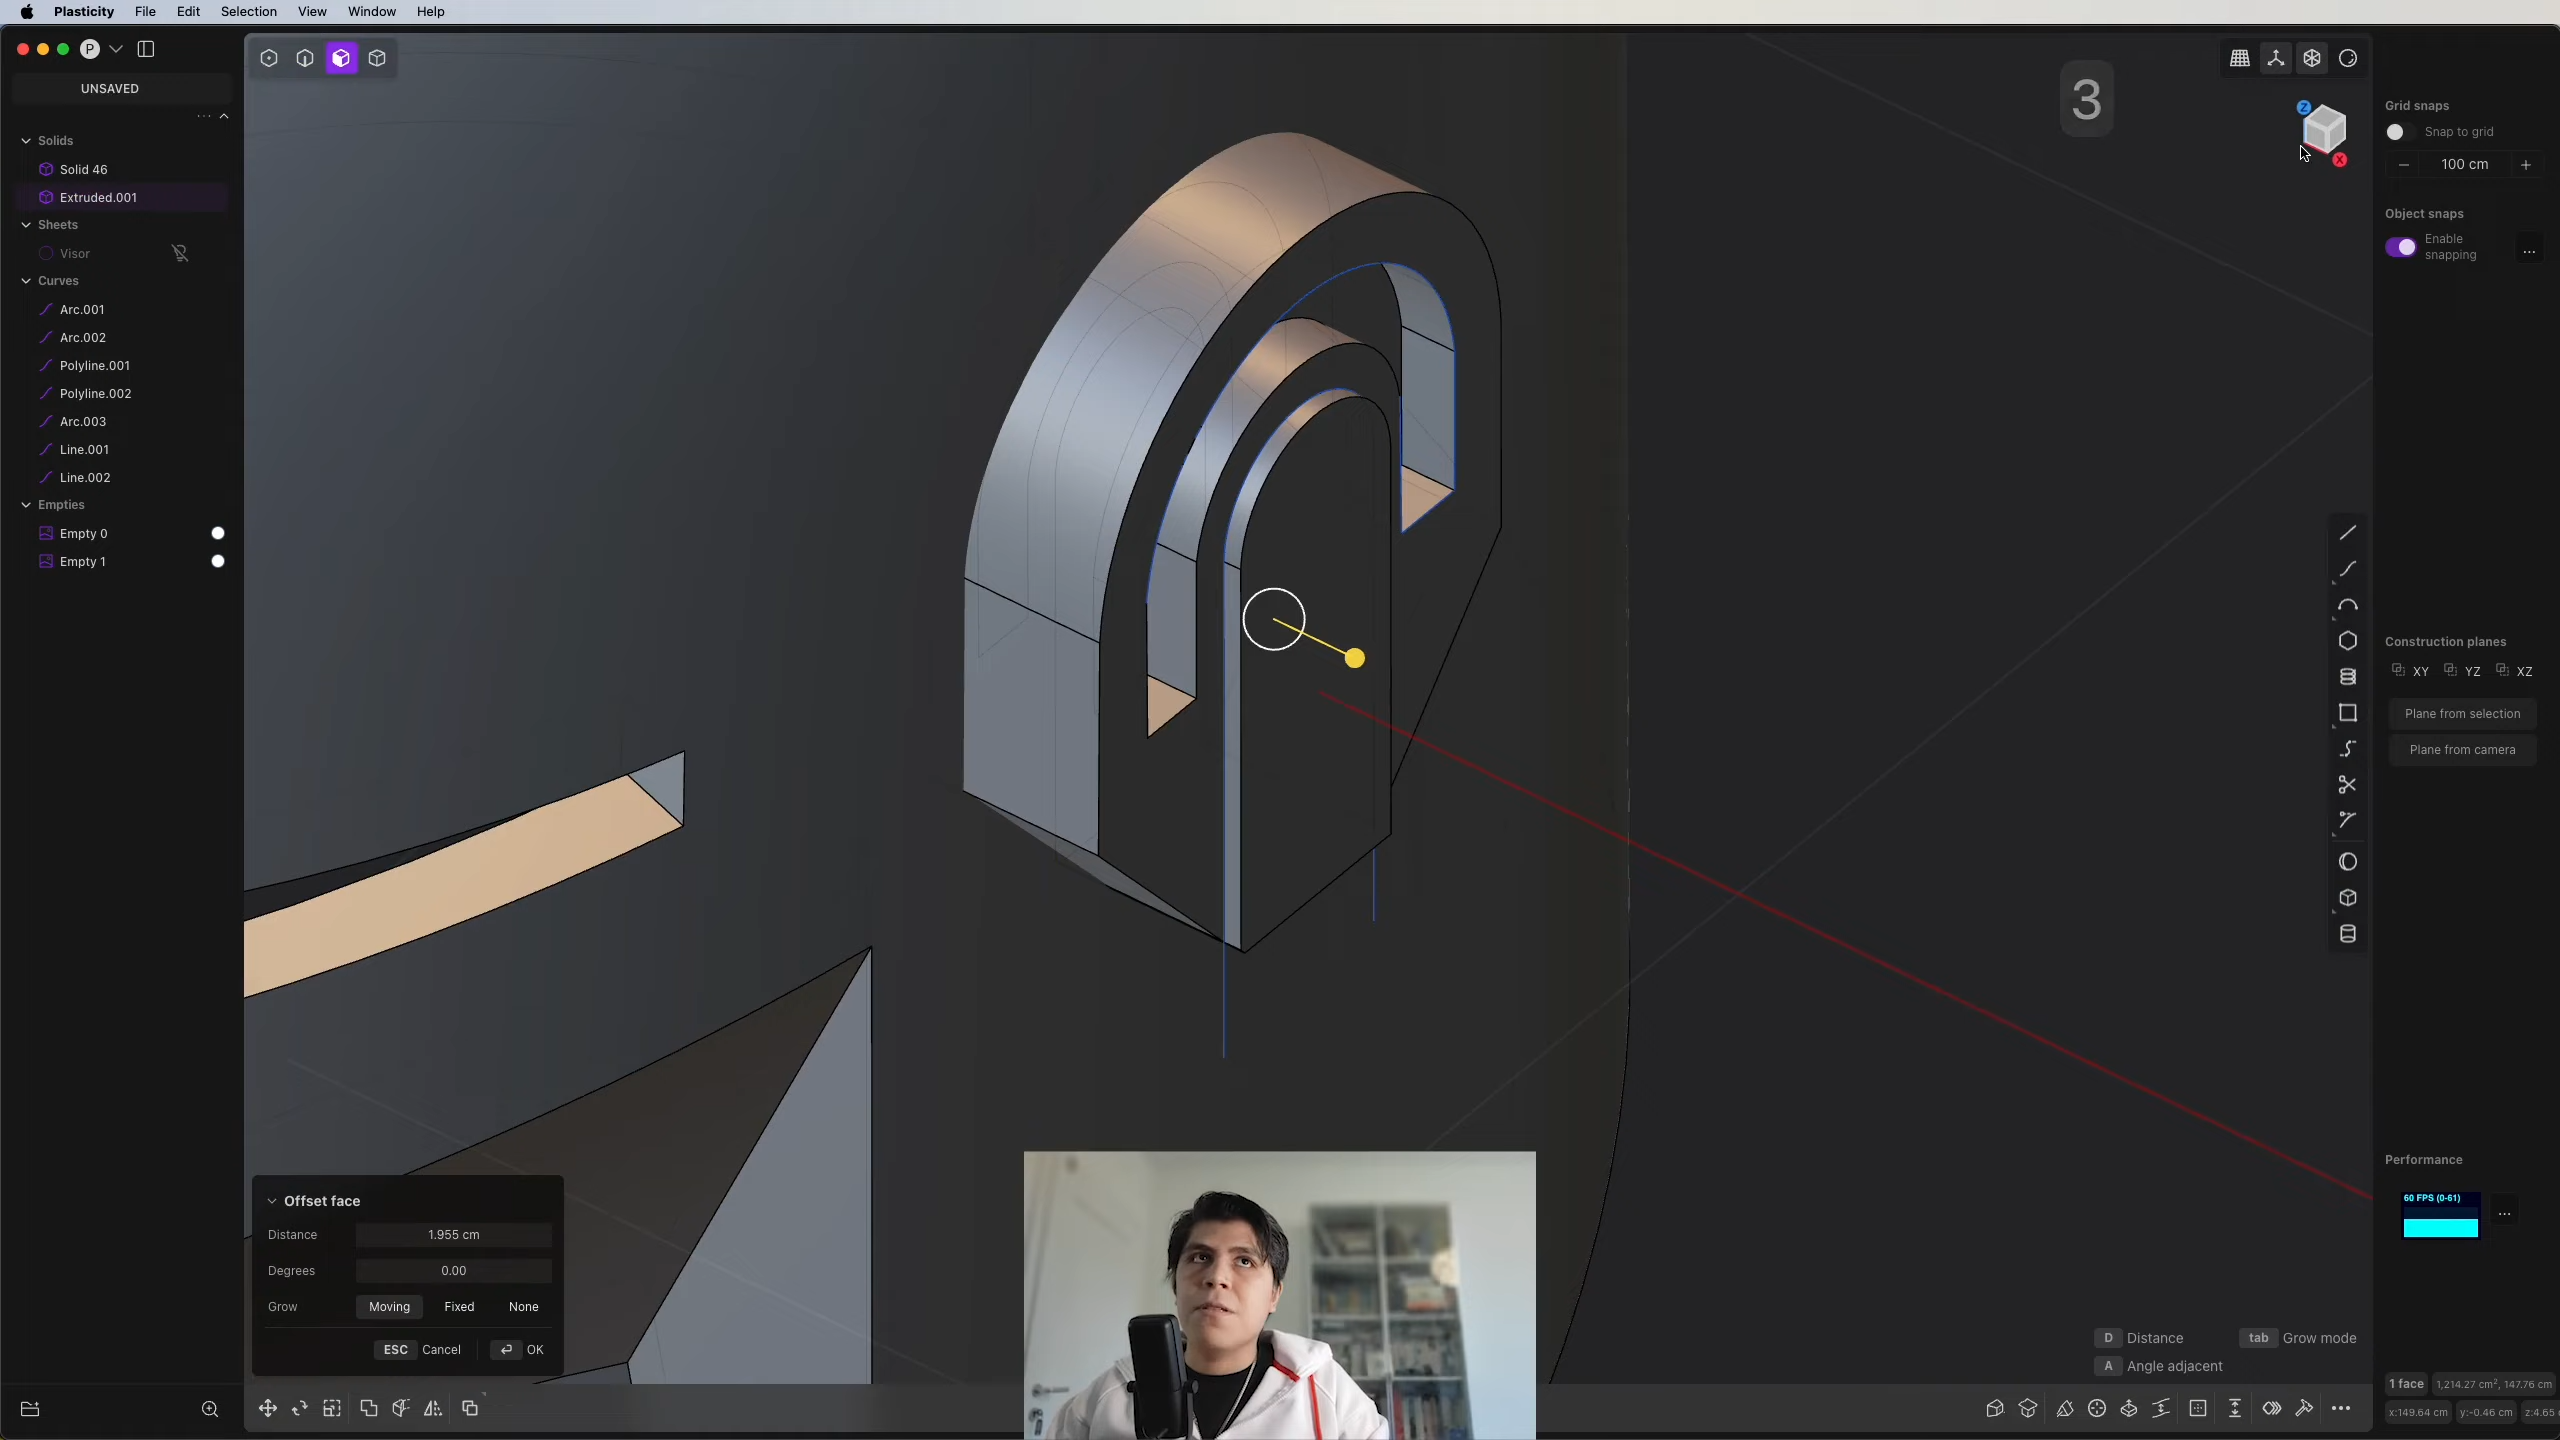 Plasticity File Edit Selection View Window Help
P
UNSAVED
...
Solids
Solid 46
Extruded.001
Sheets
Visor
Curves
Arc.001
Arc.002
Polyline.001
Polyline.002
Arc.003
Line.001
Line.002
Empties
Empty 0
Empty 1
3
Z
X
Grid snaps
Snap to grid
− 100 cm +
Object snaps
Enable
snapping
...
Construction planes
XY YZ XZ
Plane from selection
Plane from camera
Performance
60 FPS (0-61)
...
Offset face
Distance 1.955 cm
Degrees 0.00
Grow Moving Fixed None
ESC Cancel OK
D Distance tab Grow mode
A Angle adjacent
1 face 1,214.27 cm², 147.76 cm
x:149.64 cm y:-0.46 cm z:4.65